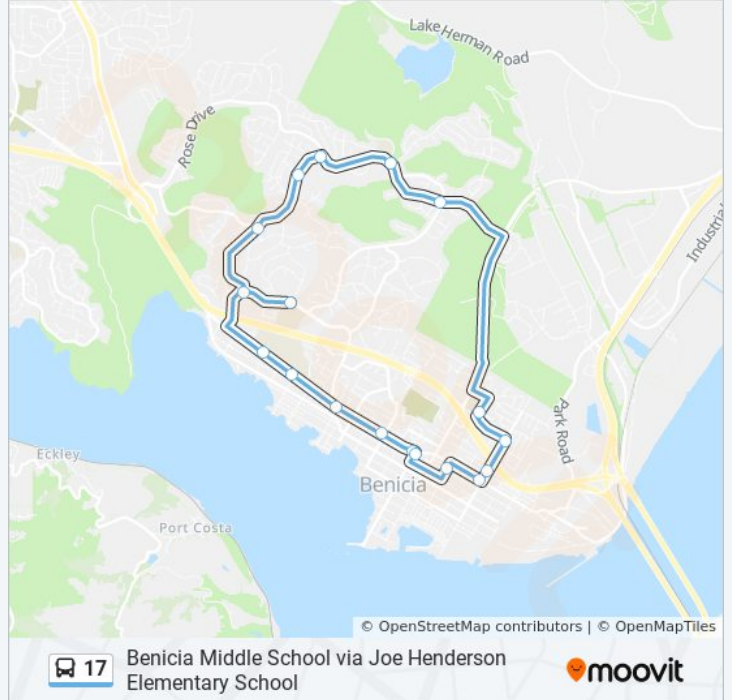 Lake Herman Road
Rose Drive
Industrial
Park Road
Eckley
Benicia
Port Costa
© OpenStreetMap contributors | © OpenMapTiles
17
Benicia Middle School via Joe Henderson
Elementary School
moovit